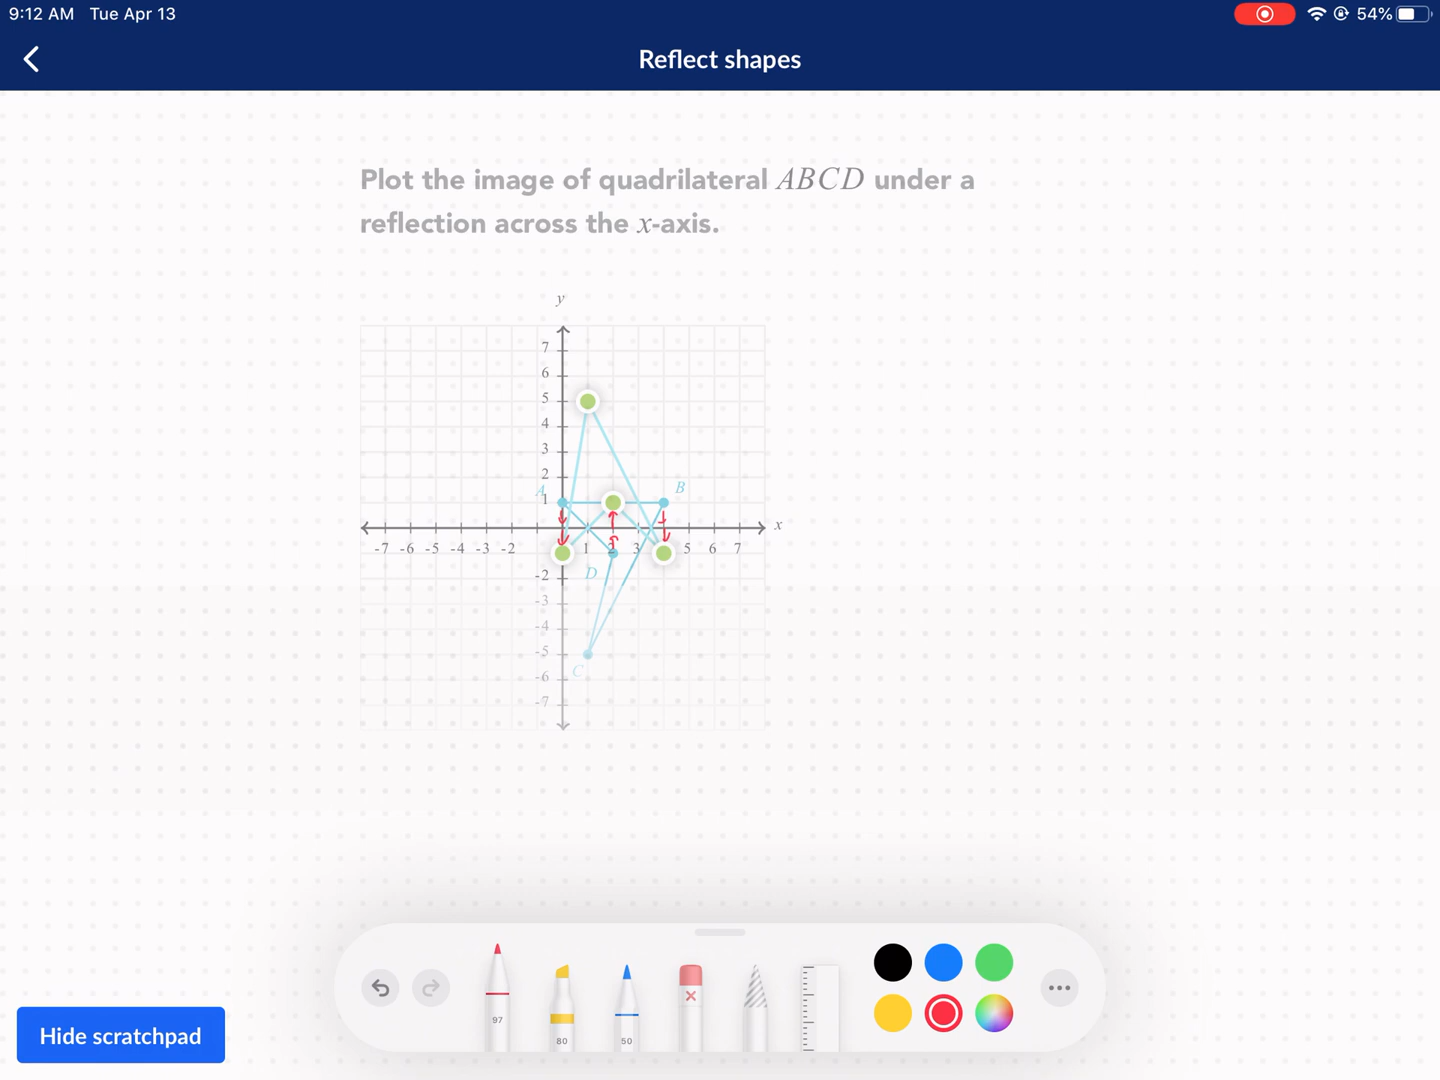 9:12 AM Tue Apr 13
54%
Reflect shapes
Plot the image of quadrilateral ABCD under a
reflection across the x-axis.
y
7
6
5
4
3
2
A 1 B
x
-7 -6 -5 -4 -3 -2 1 2 3 5 6 7
-2 D
-3
-4
-5
C
-6
-7
97
80
50
Hide scratchpad